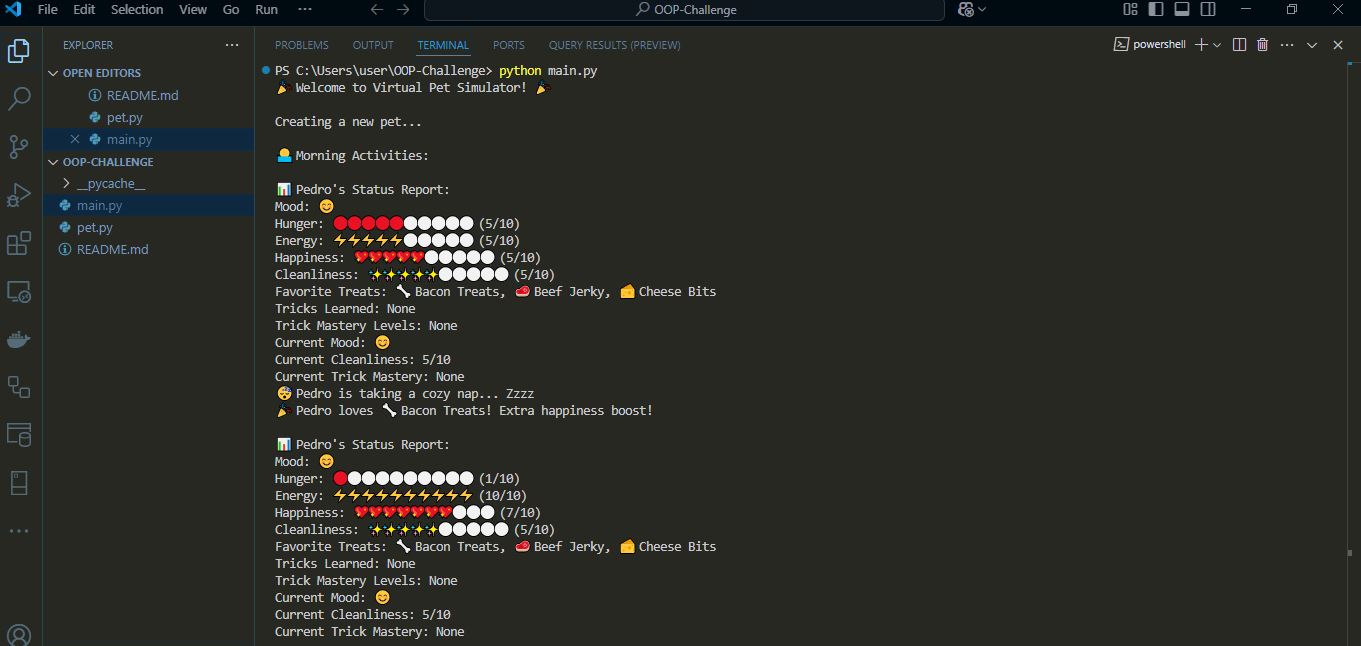 File Edit Selection View Go Run ··· ← → OOP-Challenge
EXPLORER ···
OPEN EDITORS
README.md
pet.py
main.py
OOP-CHALLENGE
__pycache__
main.py
pet.py
README.md
PROBLEMS OUTPUT TERMINAL PORTS QUERY RESULTS (PREVIEW) powershell
PS C:\Users\user\OOP-Challenge> python main.py
🎉 Welcome to Virtual Pet Simulator! 🎉
Creating a new pet...
🌅 Morning Activities:
📊 Pedro's Status Report:
Mood: 😊
Hunger: 🔴🔴🔴🔴🔴⚪⚪⚪⚪⚪ (5/10)
Energy: ⚡⚡⚡⚡⚡⚪⚪⚪⚪⚪ (5/10)
Happiness: 💖💖💖💖💖⚪⚪⚪⚪⚪ (5/10)
Cleanliness: ✨✨✨✨✨⚪⚪⚪⚪⚪ (5/10)
Favorite Treats: 🦴 Bacon Treats, 🥩 Beef Jerky, 🧀 Cheese Bits
Tricks Learned: None
Trick Mastery Levels: None
Current Mood: 😊
Current Cleanliness: 5/10
Current Trick Mastery: None
😴 Pedro is taking a cozy nap... Zzzz
🎉 Pedro loves 🦴 Bacon Treats! Extra happiness boost!
📊 Pedro's Status Report:
Mood: 😊
Hunger: 🔴⚪⚪⚪⚪⚪⚪⚪⚪⚪ (1/10)
Energy: ⚡⚡⚡⚡⚡⚡⚡⚡⚡⚡ (10/10)
Happiness: 💖💖💖💖💖💖💖⚪⚪⚪ (7/10)
Cleanliness: ✨✨✨✨✨⚪⚪⚪⚪⚪ (5/10)
Favorite Treats: 🦴 Bacon Treats, 🥩 Beef Jerky, 🧀 Cheese Bits
Tricks Learned: None
Trick Mastery Levels: None
Current Mood: 😊
Current Cleanliness: 5/10
Current Trick Mastery: None